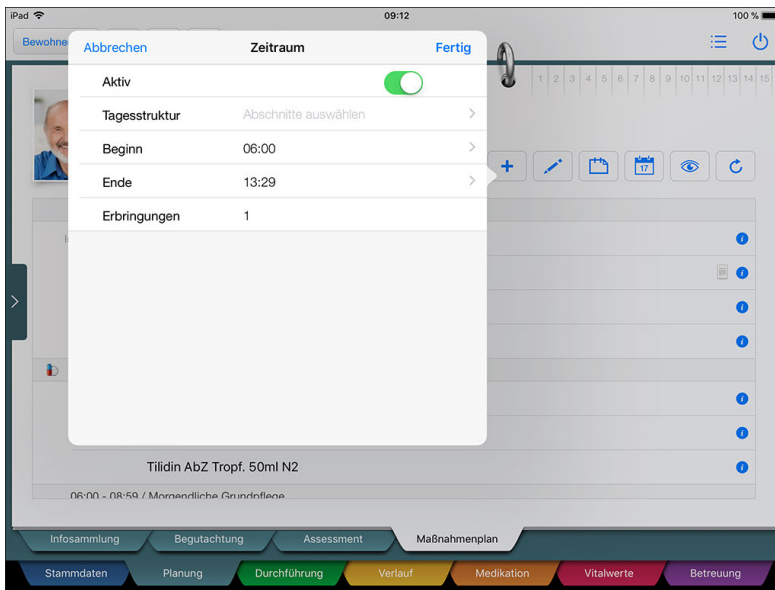 iPad 09:12 100 %
Bewohne
Abbrechen Zeitraum Fertig
Aktiv
1 2 3 4 5 6 7 8 9 10 11 12 13 14 15
Tagesstruktur Abschnitte auswählen
Beginn 06:00
17
Ende 13:29
Erbringungen 1
Tilidin AbZ Tropf. 50ml N2
06:00 - 08:59 / Morgendliche Grundpflege
Infosammlung Begutachtung Assessment Maßnahmenplan
Stammdaten Planung Durchführung Verlauf Medikation Vitalwerte Betreuung